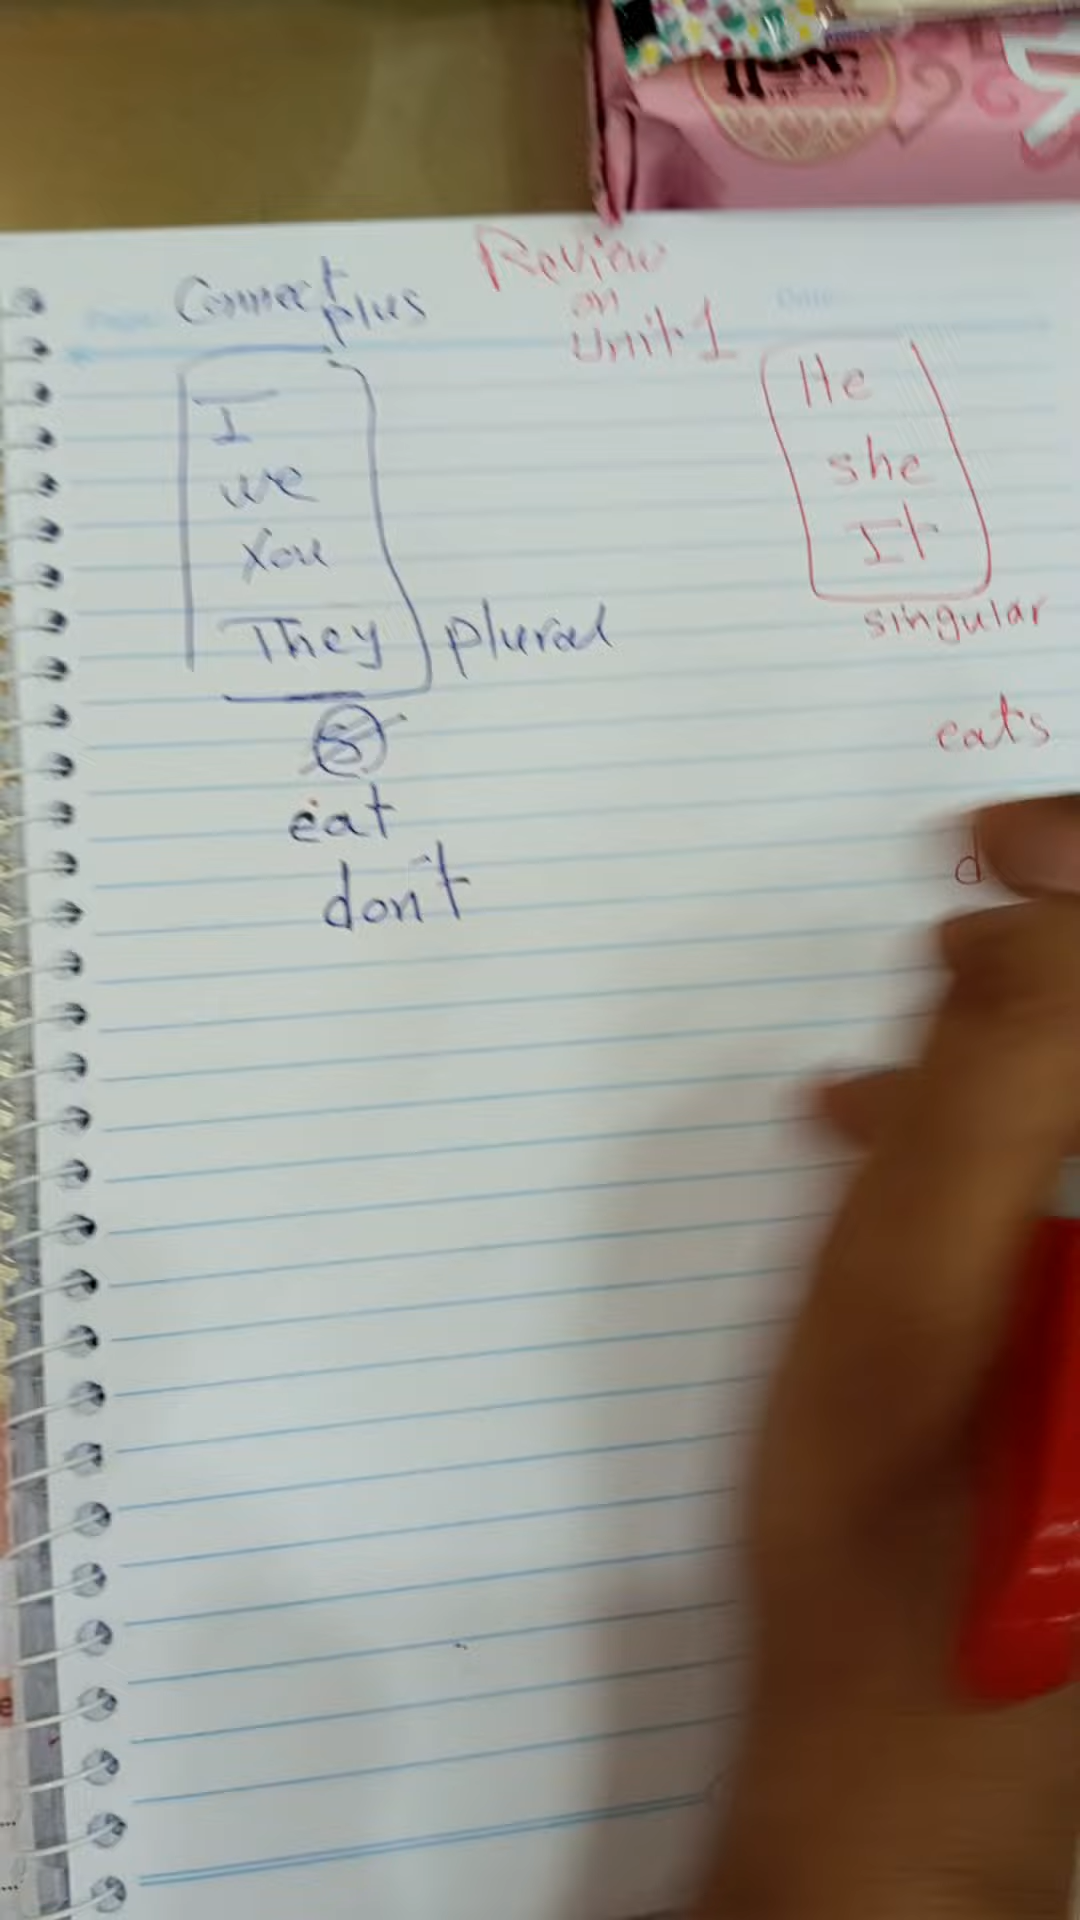 Connect plus
Review
on
Unit 1
I
we
You
They
plural
S
eat
don't
He
she
It
singular
eats
d